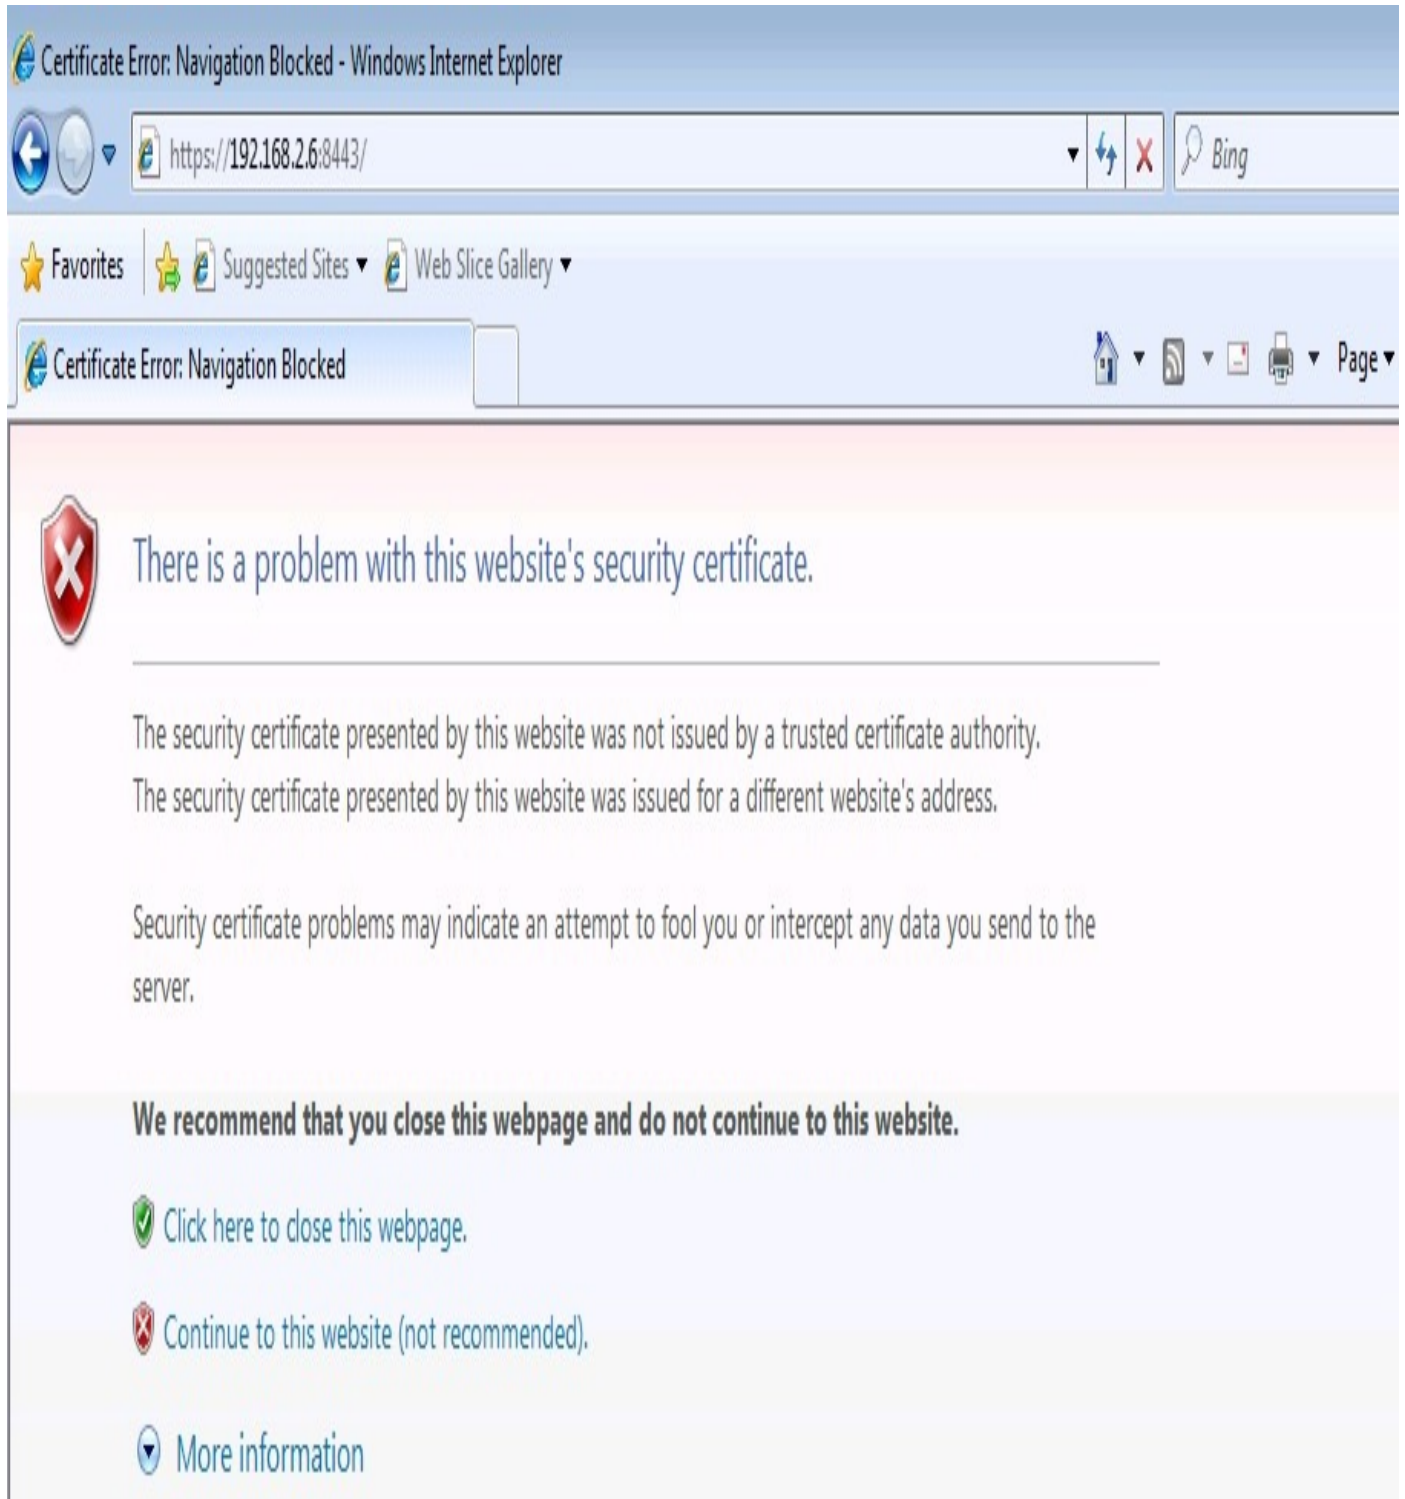 Certificate Error: Navigation Blocked - Windows Internet Explorer
https://192.168.2.6:8443/
Bing
Favorites
Suggested Sites
Web Slice Gallery
Certificate Error: Navigation Blocked
Page
There is a problem with this website's security certificate.
The security certificate presented by this website was not issued by a trusted certificate authority.
The security certificate presented by this website was issued for a different website's address.
Security certificate problems may indicate an attempt to fool you or intercept any data you send to the
server.
We recommend that you close this webpage and do not continue to this website.
Click here to close this webpage.
Continue to this website (not recommended).
More information